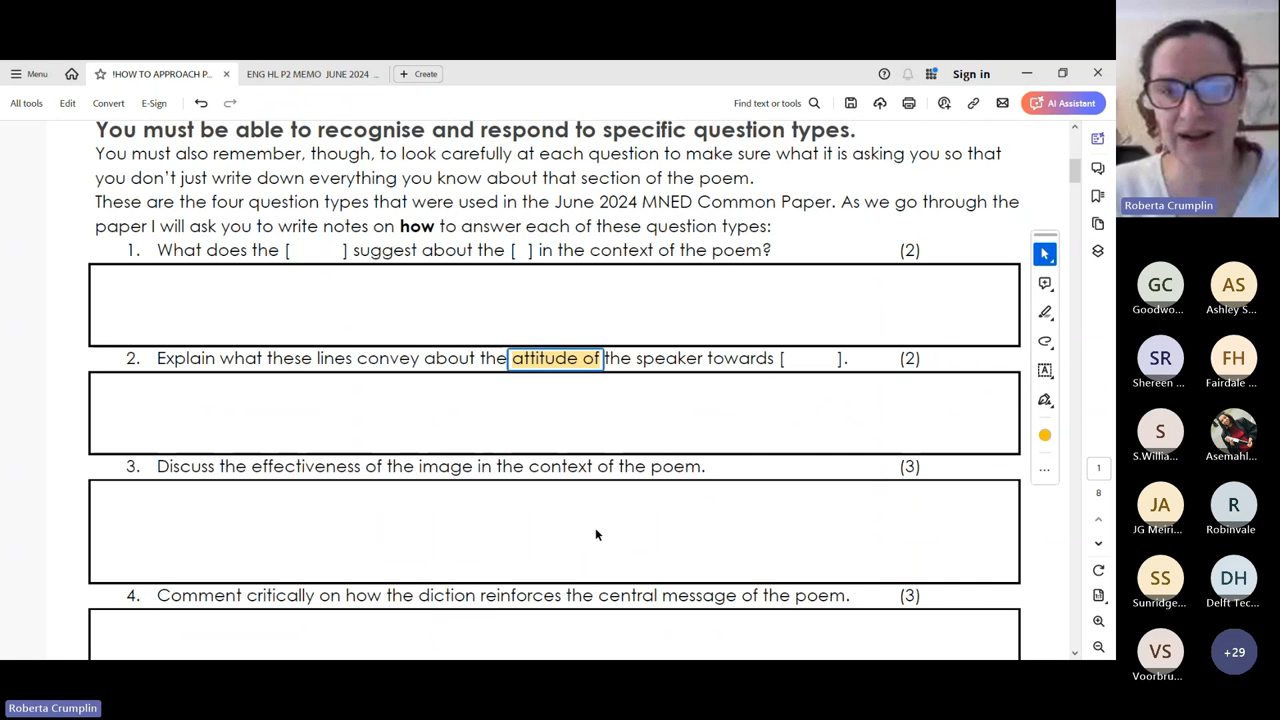 Menu
!HOW TO APPROACH P...
ENG HL P2 MEMO JUNE 2024 ...
Create
Sign in
All tools
Edit
Convert
E-Sign
Find text or tools
AI Assistant
You must be able to recognise and respond to specific question types.
You must also remember, though, to look carefully at each question to make sure what it is asking you so that
you don't just write down everything you know about that section of the poem.
These are the four question types that were used in the June 2024 MNED Common Paper. As we go through the
paper I will ask you to write notes on how to answer each of these question types:
1. What does the [ ] suggest about the [ ] in the context of the poem? (2)
2. Explain what these lines convey about the attitude of the speaker towards [ ]. (2)
3. Discuss the effectiveness of the image in the context of the poem. (3)
4. Comment critically on how the diction reinforces the central message of the poem. (3)
1
8
Roberta Crumplin
GC
Goodwo...
AS
Ashley S...
SR
Shereen ...
FH
Fairdale ...
S
S.Willia...
Asemahl...
JA
JG Meiri...
R
Robinvale
SS
Sunridge...
DH
Delft Tec...
VS
Voorbru...
+29
Roberta Crumplin